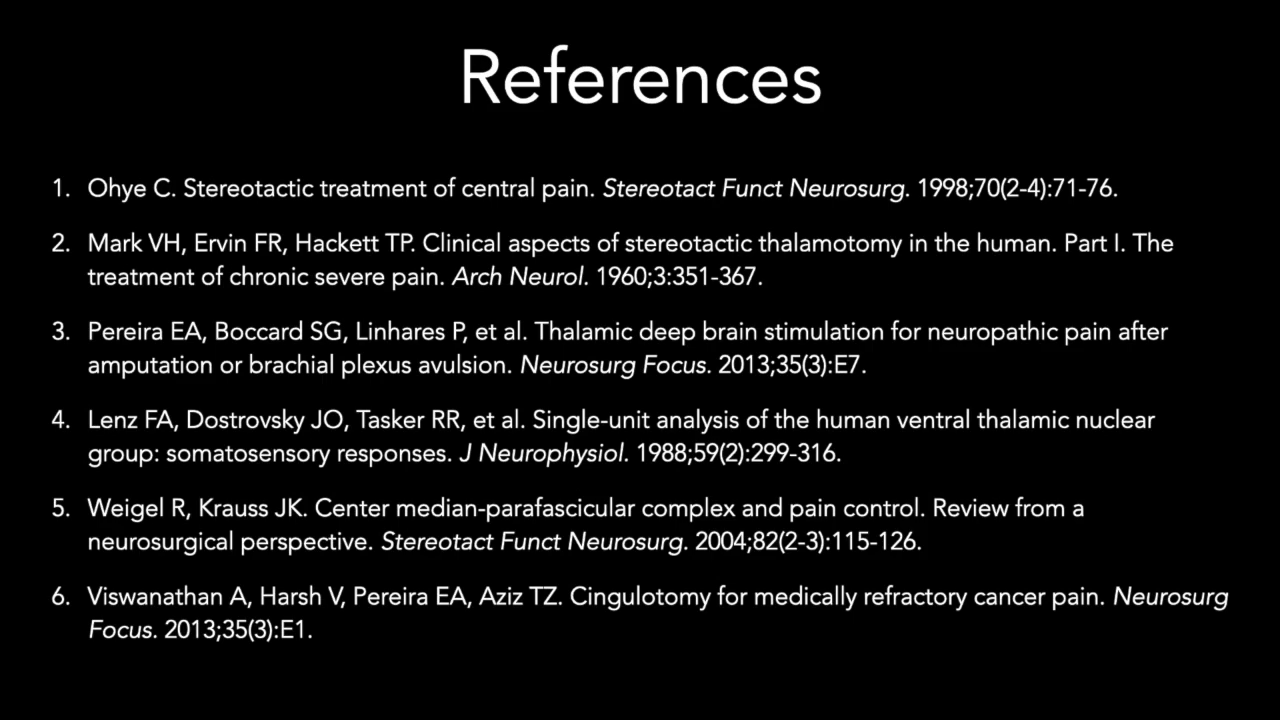 References
1. Ohye C. Stereotactic treatment of central pain. Stereotact Funct Neurosurg. 1998;70(2-4):71-76.
2. Mark VH, Ervin FR, Hackett TP. Clinical aspects of stereotactic thalamotomy in the human. Part I. The
treatment of chronic severe pain. Arch Neurol. 1960;3:351-367.
3. Pereira EA, Boccard SG, Linhares P, et al. Thalamic deep brain stimulation for neuropathic pain after
amputation or brachial plexus avulsion. Neurosurg Focus. 2013;35(3):E7.
4. Lenz FA, Dostrovsky JO, Tasker RR, et al. Single-unit analysis of the human ventral thalamic nuclear
group: somatosensory responses. J Neurophysiol. 1988;59(2):299-316.
5. Weigel R, Krauss JK. Center median-parafascicular complex and pain control. Review from a
neurosurgical perspective. Stereotact Funct Neurosurg. 2004;82(2-3):115-126.
6. Viswanathan A, Harsh V, Pereira EA, Aziz TZ. Cingulotomy for medically refractory cancer pain. Neurosurg
Focus. 2013;35(3):E1.